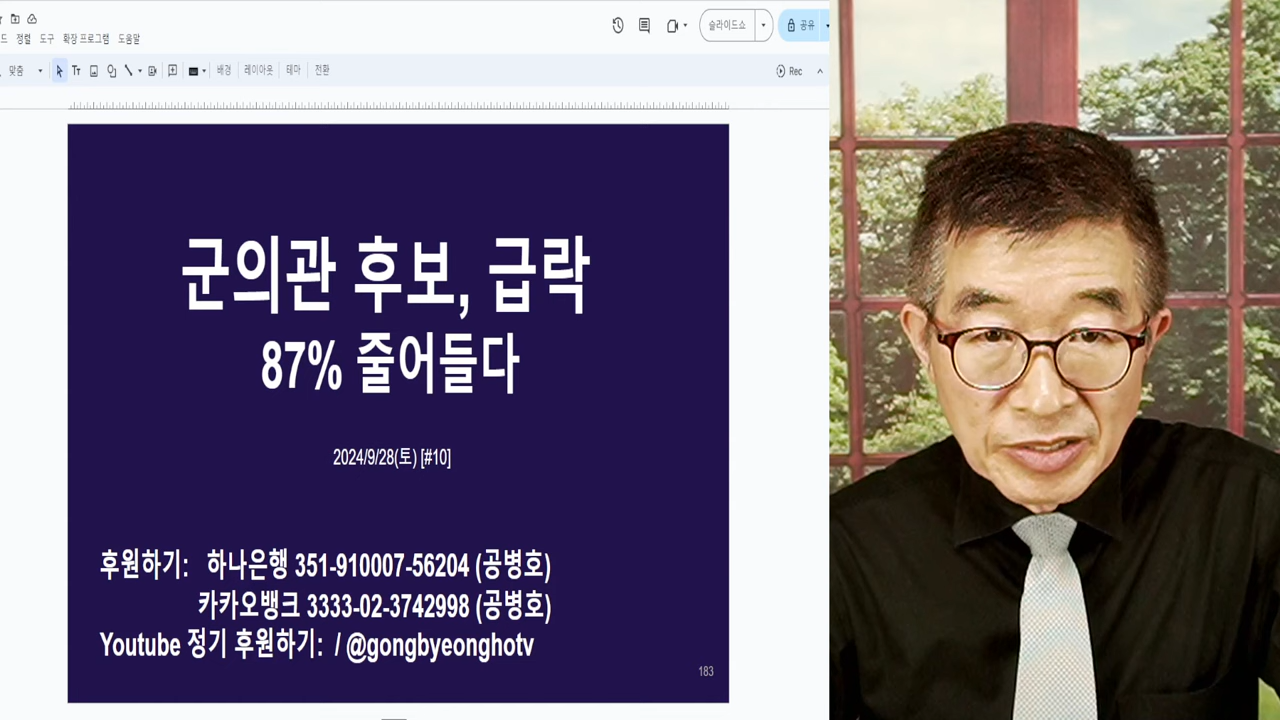 드 정렬 도구 확장 프로그램 도움말
슬라이드쇼
공유
맞춤
배경 레이아웃 테마 전환
Rec
군의관 후보, 급락
87% 줄어들다
2024/9/28(토) [#10]
후원하기: 하나은행 351-910007-56204 (공병호)
카카오뱅크 3333-02-3742998 (공병호)
Youtube 정기 후원하기: / @gongbyeonghotv
183